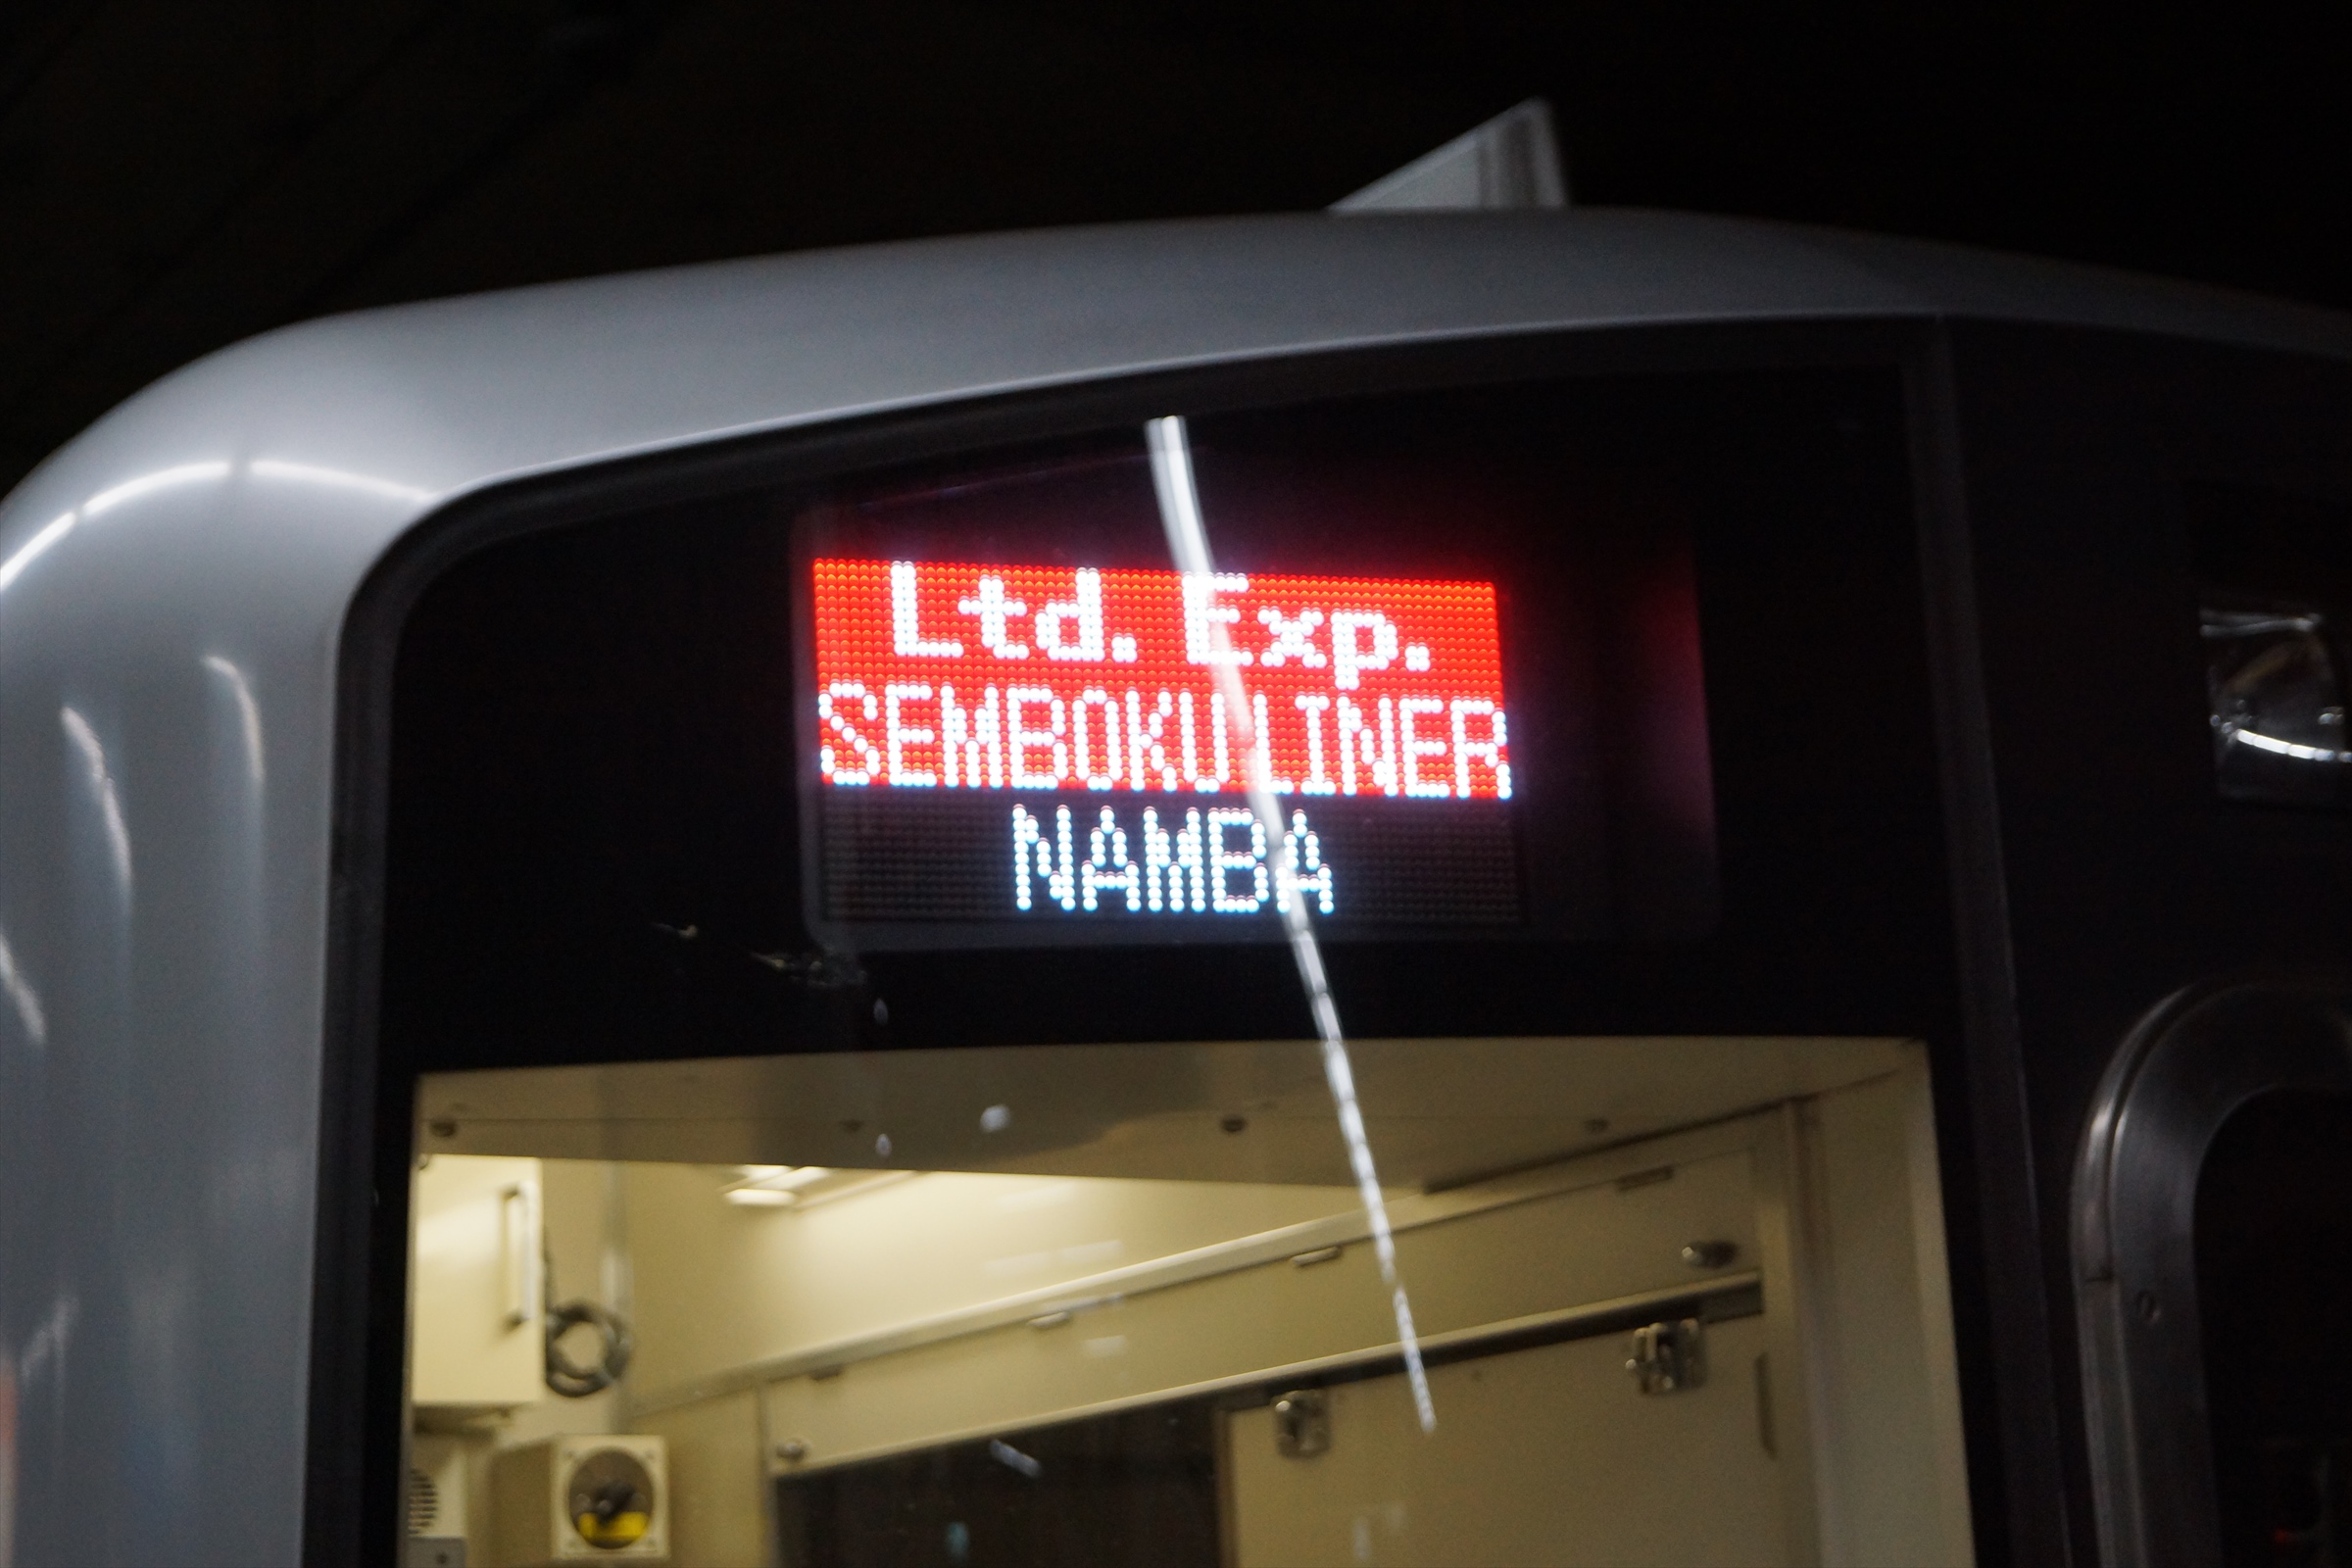 Ltd. Exp.
SEMBOKU LINER
NAMBA